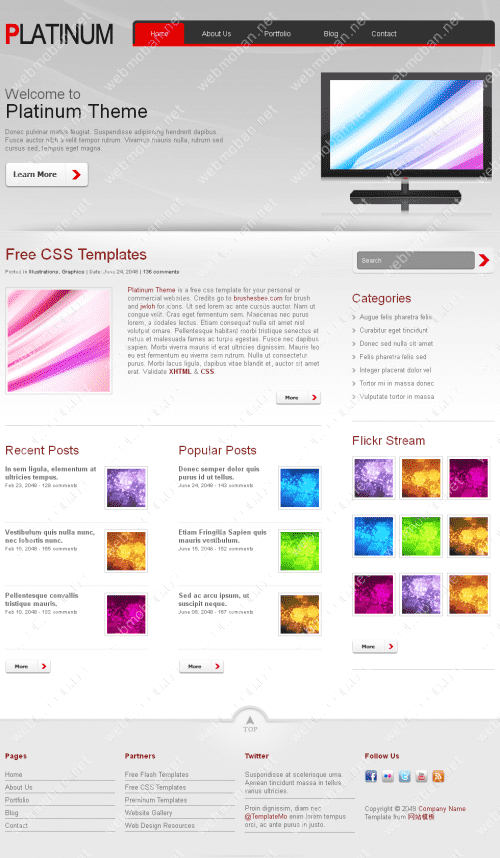 PLATINUM
Home About Us Portfolio Blog Contact
Welcome to
Platinum Theme
Donec pulvinar metus feugiat. Suspendisse adipiscing hendrerit dapibus.
Fusce auctor nibh a velit tempor rutrum. Vivamus mauris nulla, rutrum sed
cursus sed, tempus eget magna.
Learn More
Free CSS Templates
Posted in Illustrations, Graphics | Date June 24, 2048 | 136 comments
Platinum Theme is a free css template for your personal or
commercial websites. Credits go to brusheseb.com for brush
and jwloh for icons. Ut sed lorem ac ante cursus auctor. Nam ut
congue velit. Cras eget fermentum sem. Maecenas nec purus
lorem, a sodales lectus. Etiam consequat nulla sit amet nisl
volutpat ornare. Pellentesque habitant morbi tristique senectus et
netus et malesuada fames ac turpis egestas. Fusce nec dapibus
sapien. Morbi viverra mauris id erat ultricies dignissim. Mauris leo
eu est fermentum eu viverra sem rutrum. Nulla ut consectetur
purus. Morbi lacus ligula, dapibus vitae blandit et, auctor sit amet
erat. Validate XHTML & CSS.
More
Search
Categories
Augue felis pharetra felis
Curabitur eget tincidunt
Donec sed nulla sit amet
Felis pharetra felis sed
Integer placerat dolor vel
Tortor mi in massa donec
Vulputate tortor in massa
Recent Posts
In sem ligula, elementum at
ultricies tempus.
Feb 23, 2048 - 128 comments
Vestibulum quis nulla nunc,
nec lobortis nunc.
Feb 19, 2048 - 165 comments
Pellentesque convallis
tristique mauris.
Feb 10, 2048 - 102 comments
More
Popular Posts
Donec semper dolor quis
purus id ut tellus.
June 24, 2048 - 143 comments
Etiam Fringilla Sapien quis
mauris vestibulum.
June 15, 2048 - 152 comments
Sed ac arcu ipsum, ut
suscipit neque.
June 08, 2048 - 167 comments
More
Flickr Stream
More
TOP
Pages
Home
About Us
Portfolio
Blog
Contact
Partners
Free Flash Templates
Free CSS Templates
Premium Templates
Website Gallery
Web Design Resources
Twitter
Suspendisse at scelerisque urna.
Aenean tincidunt massa in tellus
varius ultricies.
Proin dignissim, diam nec
@TemplateMo enim lorem tempus
orci, ac ante purus in justo.
Follow Us
Copyright © 2048 Company Name
Template from 网站模板
webmoban.net